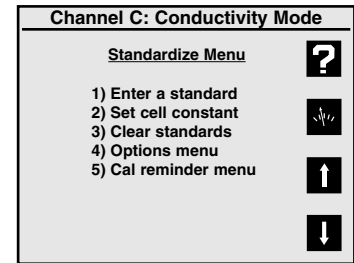 Channel C: Conductivity Mode
Standardize Menu
?
1) Enter a standard
2) Set cell constant
3) Clear standards
4) Options menu
5) Cal reminder menu